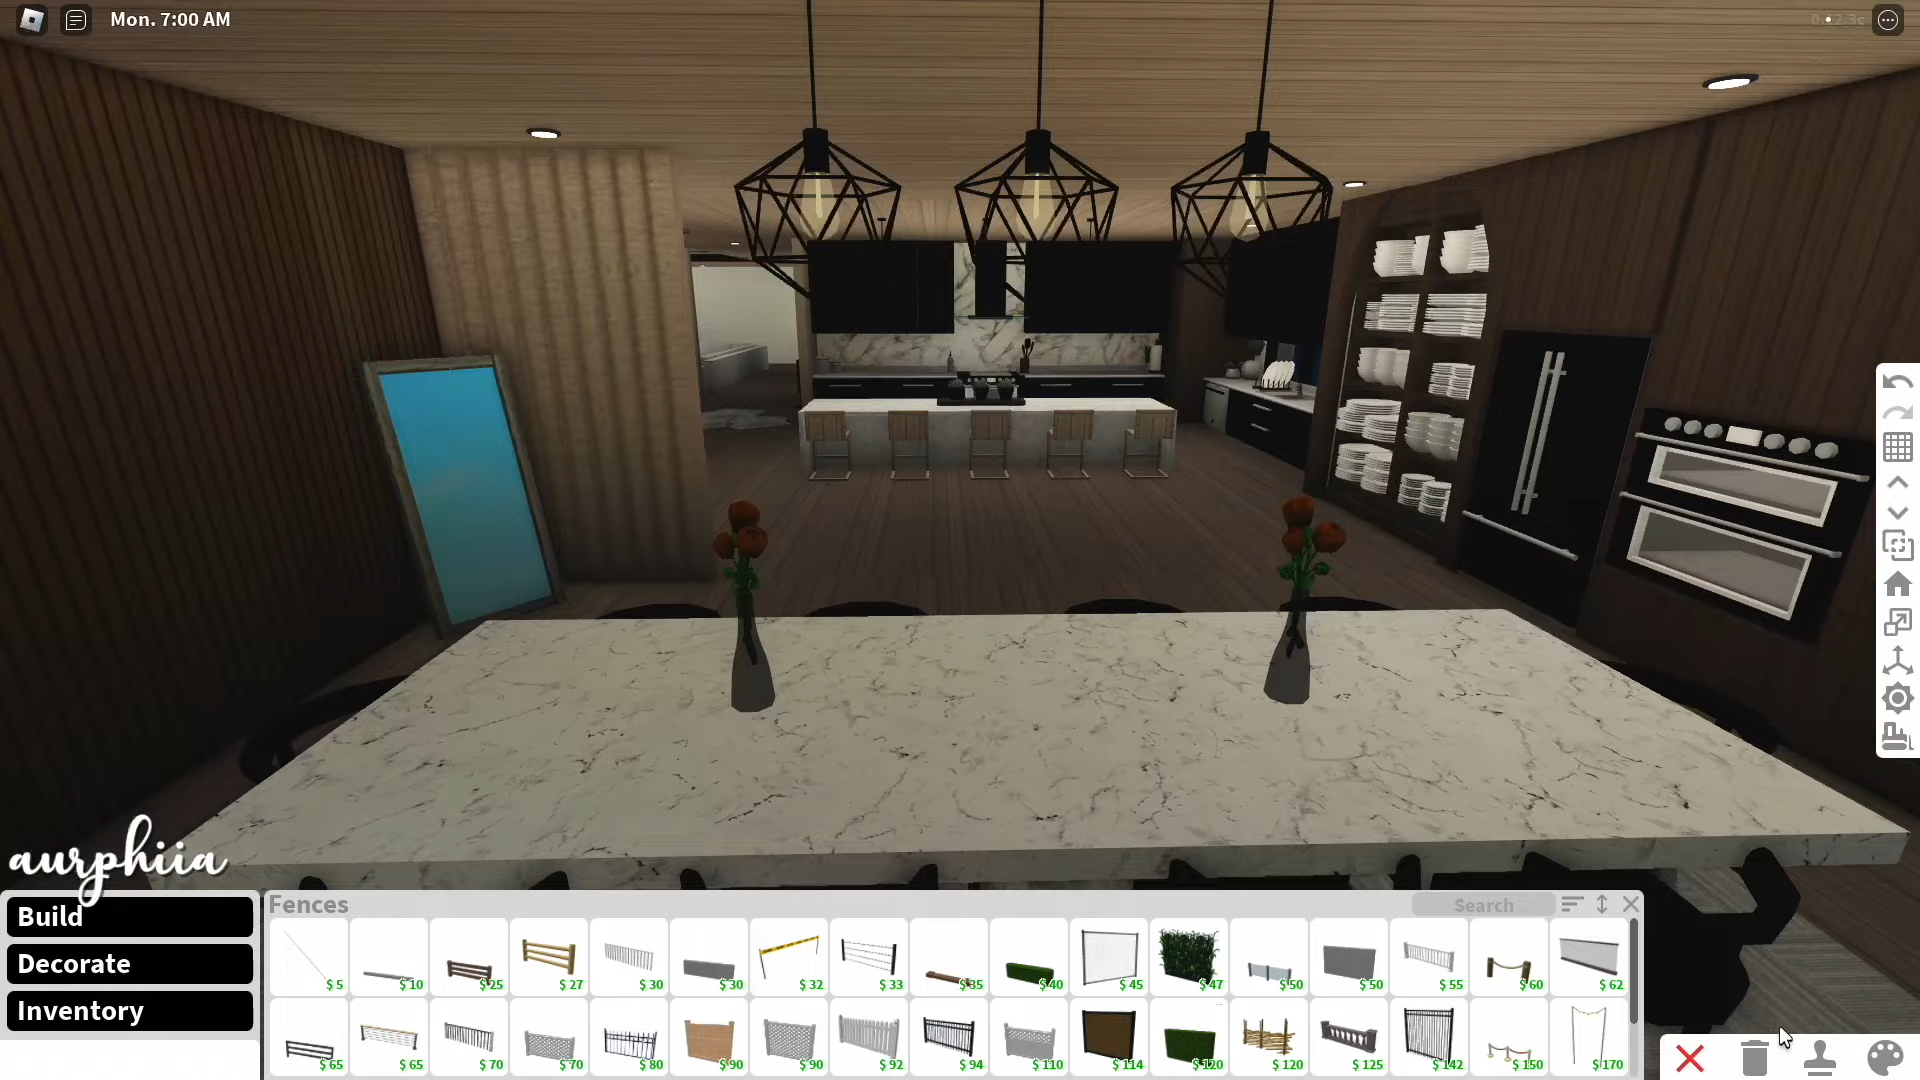 Mon. 7:00 AM
aurphiia
Build
Decorate
Inventory
Fences
Search
$ 5 $ 10 $ 25 $ 27 $ 30 $ 30 $ 32 $ 33 $ 35 $ 40 $ 45 $ 47 $ 50 $ 50 $ 55 $ 60 $ 62
$ 65 $ 65 $ 70 $ 70 $ 80 $ 90 $ 90 $ 92 $ 94 $ 110 $ 114 $ 120 $ 120 $ 125 $ 142 $ 150 $ 170